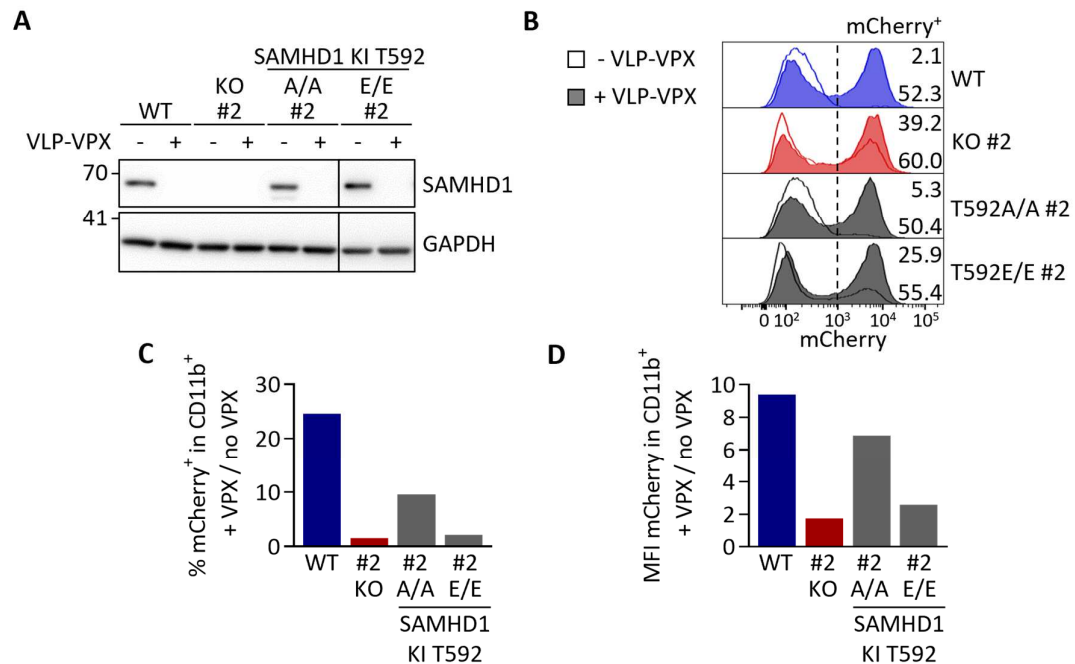 A
SAMHD1 KI T592
KO A/A E/E
WT #2 #2 #2
VLP-VPX - + - + - + - +
70
SAMHD1
41
GAPDH
B
mCherry+
- VLP-VPX
+ VLP-VPX
2.1
WT
52.3
39.2
KO #2
60.0
5.3
T592A/A #2
50.4
25.9
T592E/E #2
55.4
0 10² 10³ 10⁴ 10⁵
mCherry
C
% mCherry+ in CD11b+
+ VPX / no VPX
30
20
10
0
WT #2 #2 #2
KO A/A E/E
SAMHD1
KI T592
D
MFI mCherry in CD11b+
+ VPX / no VPX
10
8
6
4
2
0
WT #2 #2 #2
KO A/A E/E
SAMHD1
KI T592